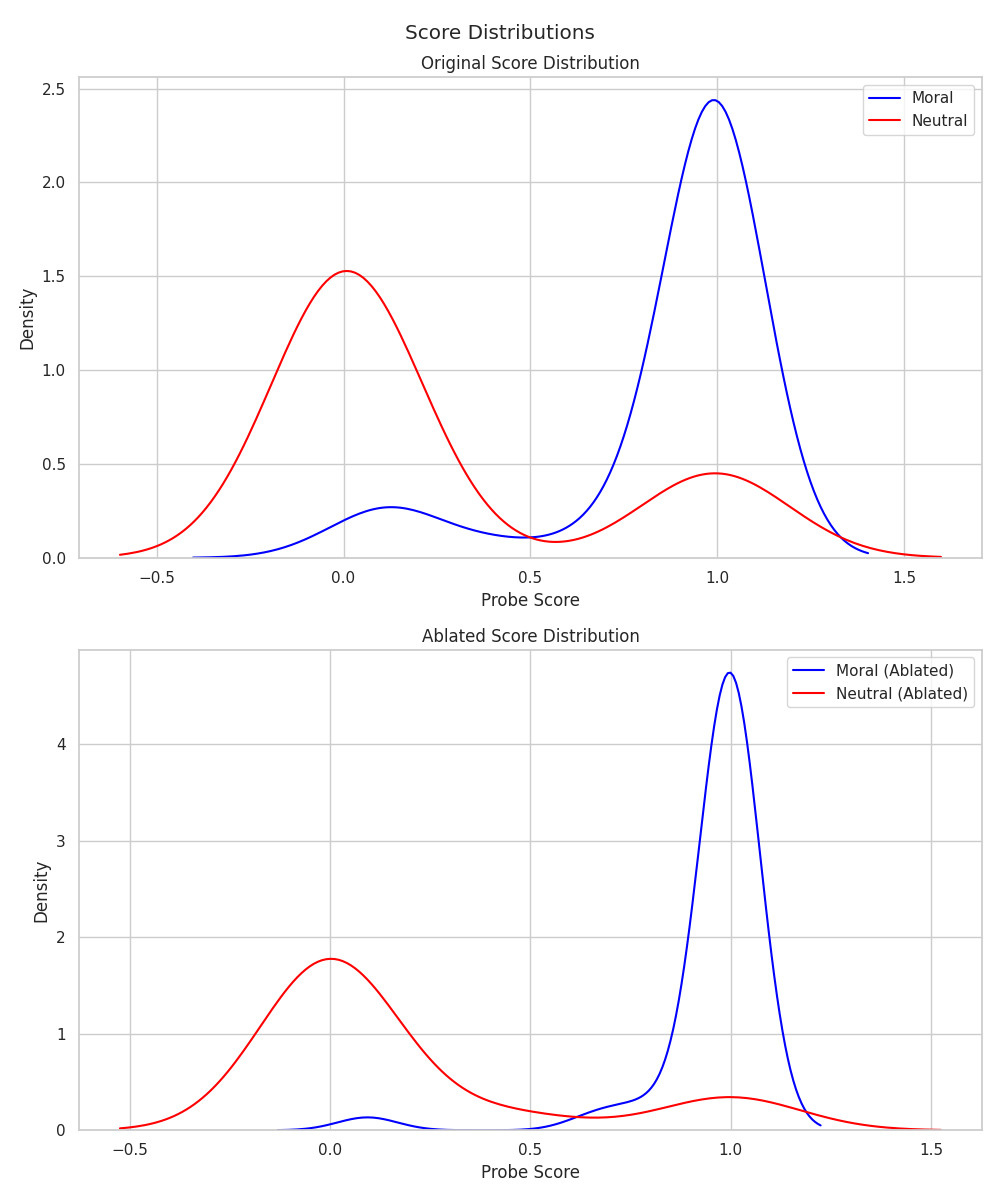 Score Distributions
Original Score Distribution
2.5
2.0
1.5
1.0
0.5
0.0
Density
Moral
Neutral
−0.5
0.0
0.5
1.0
1.5
Probe Score
Ablated Score Distribution
4
3
2
1
0
Density
Moral (Ablated)
Neutral (Ablated)
−0.5
0.0
0.5
1.0
1.5
Probe Score